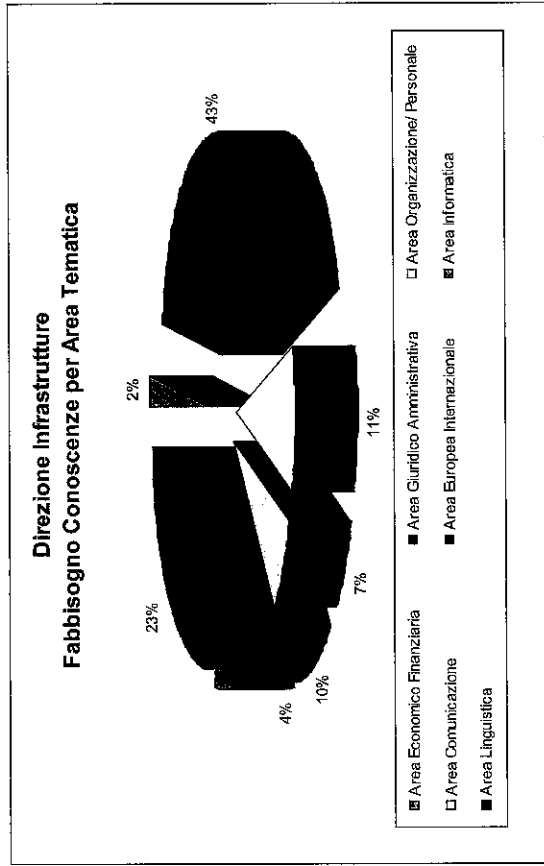 Direzione Infrastrutture
Fabbisogno Conoscenze per Area Tematica
2%
23%
43%
4%
10%
7%
11%
Area Economico Finanziaria
Area Giuridico Amministrativa
Area Organizzazione/ Personale
Area Comunicazione
Area Europea Internazionale
Area Informatica
Area Linguistica